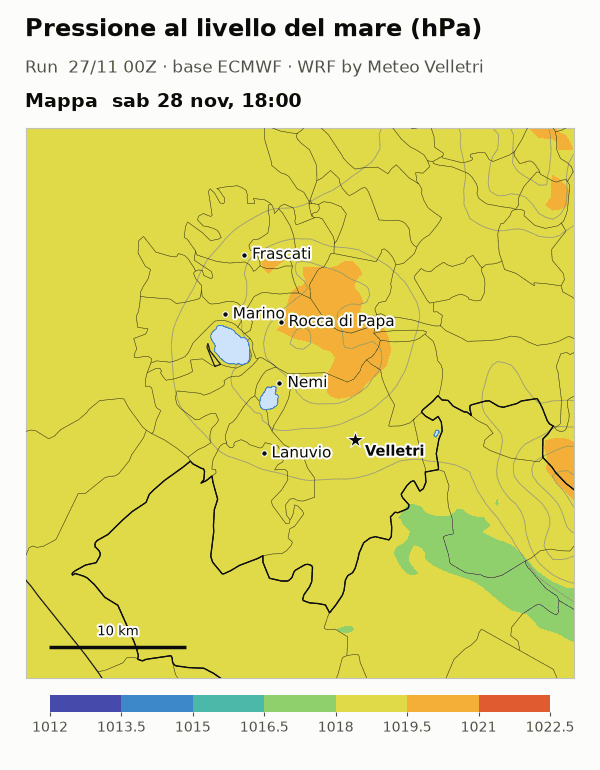 Pressione al livello del mare (hPa)
Run 27/11 00Z · base ECMWF · WRF by Meteo Velletri
Mappa sab 28 nov, 18:00
Frascati
Marino
Rocca di Papa
Nemi
Velletri
Lanuvio
10 km
1012 1013.5 1015 1016.5 1018 1019.5 1021 1022.5